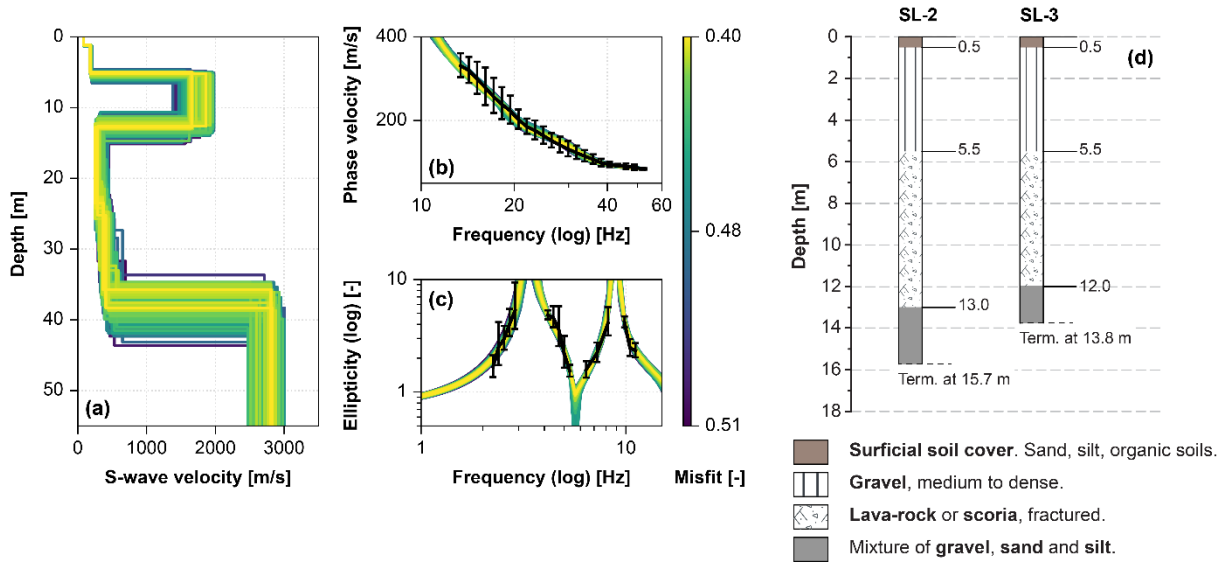 0
10
20
30
40
50
Depth [m]
(a)
0
1000
2000
3000
S-wave velocity [m/s]
400
200
Phase velocity [m/s]
(b)
10
20
40
60
Frequency (log) [Hz]
10
1
Ellipticity (log) [-]
(c)
1
10
Frequency (log) [Hz]
0.40
0.48
0.51
Misfit [-]
SL-2
SL-3
(d)
0
2
4
6
8
10
12
14
16
18
Depth [m]
0.5
5.5
13.0
Term. at 15.7 m
0.5
5.5
12.0
Term. at 13.8 m
Surficial soil cover. Sand, silt, organic soils.
Gravel, medium to dense.
Lava-rock or scoria, fractured.
Mixture of gravel, sand and silt.